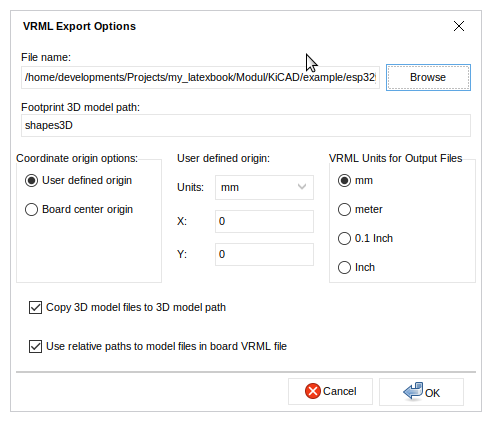 VRML Export Options
File name:
/home/developments/Projects/my_latexbook/Modul/KiCAD/example/esp32
Browse
Footprint 3D model path:
shapes3D
Coordinate origin options:
User defined origin
Board center origin
User defined origin:
Units: mm
X: 0
Y: 0
VRML Units for Output Files
mm
meter
0.1 Inch
Inch
Copy 3D model files to 3D model path
Use relative paths to model files in board VRML file
Cancel
OK